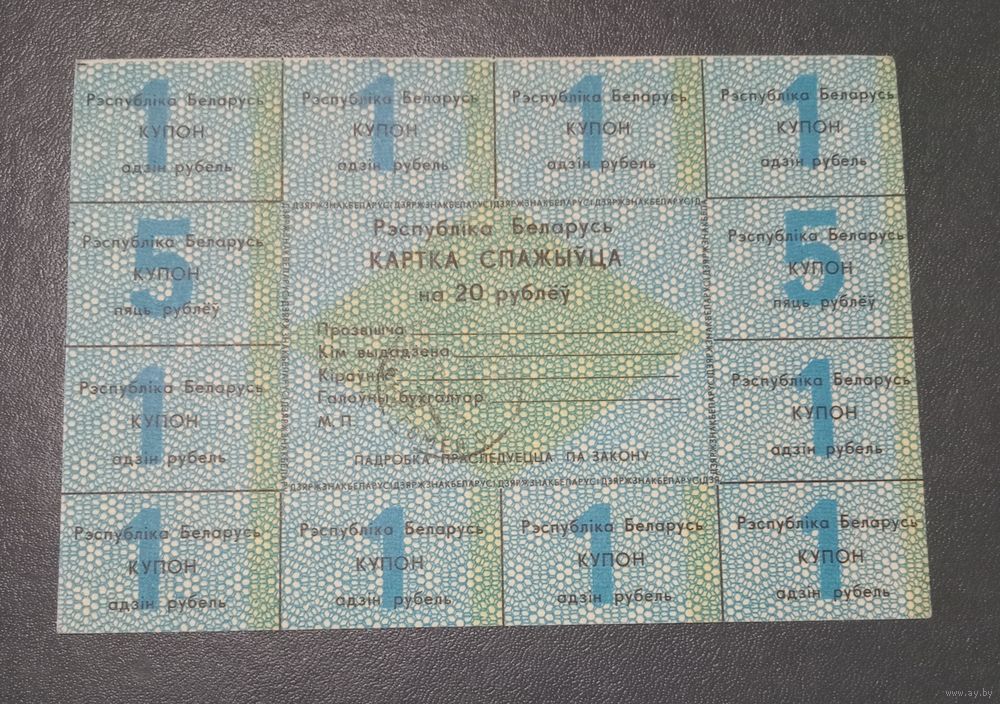 1 1 1 1
Рэспубліка Беларусь Рэспубліка Беларусь Рэспубліка Беларусь Рэспубліка Беларусь
КУПОН КУПОН КУПОН КУПОН
адзін рубель адзін рубель адзін рубель адзін рубель
ДЗЯРЖЗНАКБЕЛАРУСІДЗЯРЖЗНАКБЕЛАРУСІДЗЯРЖЗНАКБЕЛАРУСІДЗЯРЖЗНАКБЕЛАРУСІДЗ
5
Рэспубліка Беларусь
КУПОН
пяць рублёў
Рэспубліка Беларусь
КАРТКА СПАЖЫЎЦА
на 20 рублёў
Прозвішча
Кім выдадзена
Кіраўнік
Галоўны бухгалтар
М. П.
ПАДРОБКА ПРАСЛЕДУЕЦЦА ПА ЗАКОНУ
5
Рэспубліка Беларусь
КУПОН
пяць рублёў
1
Рэспубліка Беларусь
КУПОН
адзін рубель
1
Рэспубліка Беларусь
КУПОН
адзін рубель
ДЗЯРЖЗНАКБЕЛАРУСІДЗЯРЖЗНАКБЕЛАРУСІДЗЯРЖЗНАКБЕЛАРУСІДЗЯРЖЗНАКБЕЛАРУСІДЗЯ
1 1 1 1
Рэспубліка Беларусь Рэспубліка Беларусь Рэспубліка Беларусь Рэспубліка Беларусь
КУПОН КУПОН КУПОН КУПОН
адзін рубель адзін рубель адзін рубель адзін рубель
www.ay.by